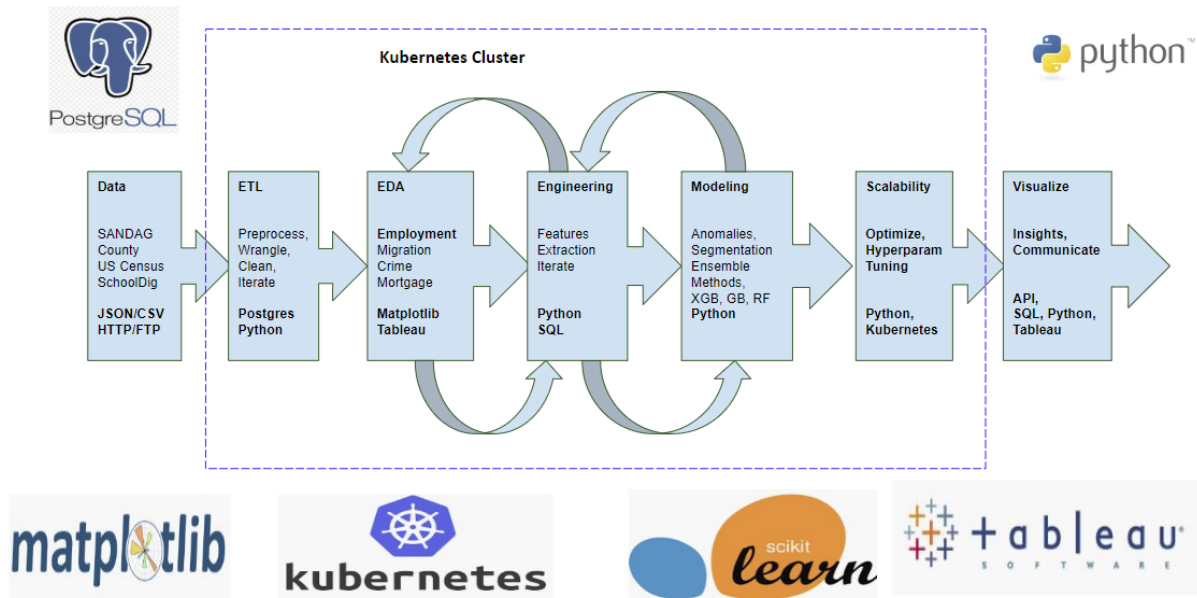 PostgreSQL
Kubernetes Cluster
python™
Data
SANDAG
County
US Census
SchoolDig
JSON/CSV
HTTP/FTP
ETL
Preprocess,
Wrangle,
Clean,
Iterate
Postgres
Python
EDA
Employment
Migration
Crime
Mortgage
Matplotlib
Tableau
Engineering
Features
Extraction
Iterate
Python
SQL
Modeling
Anomalies,
Segmentation
Ensemble
Methods,
XGB, GB, RF
Python
Scalability
Optimize,
Hyperparam
Tuning
Python,
Kubernetes
Visualize
Insights,
Communicate
API,
SQL, Python,
Tableau
matplotlib
kubernetes
scikit
learn
+ableau®
SOFTWARE